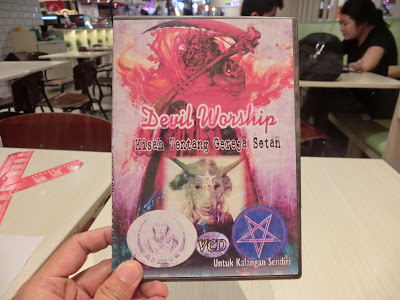 Devil Worship
Kisah Tentang Gereja Setan
VCD
Untuk Kalangan Sendiri